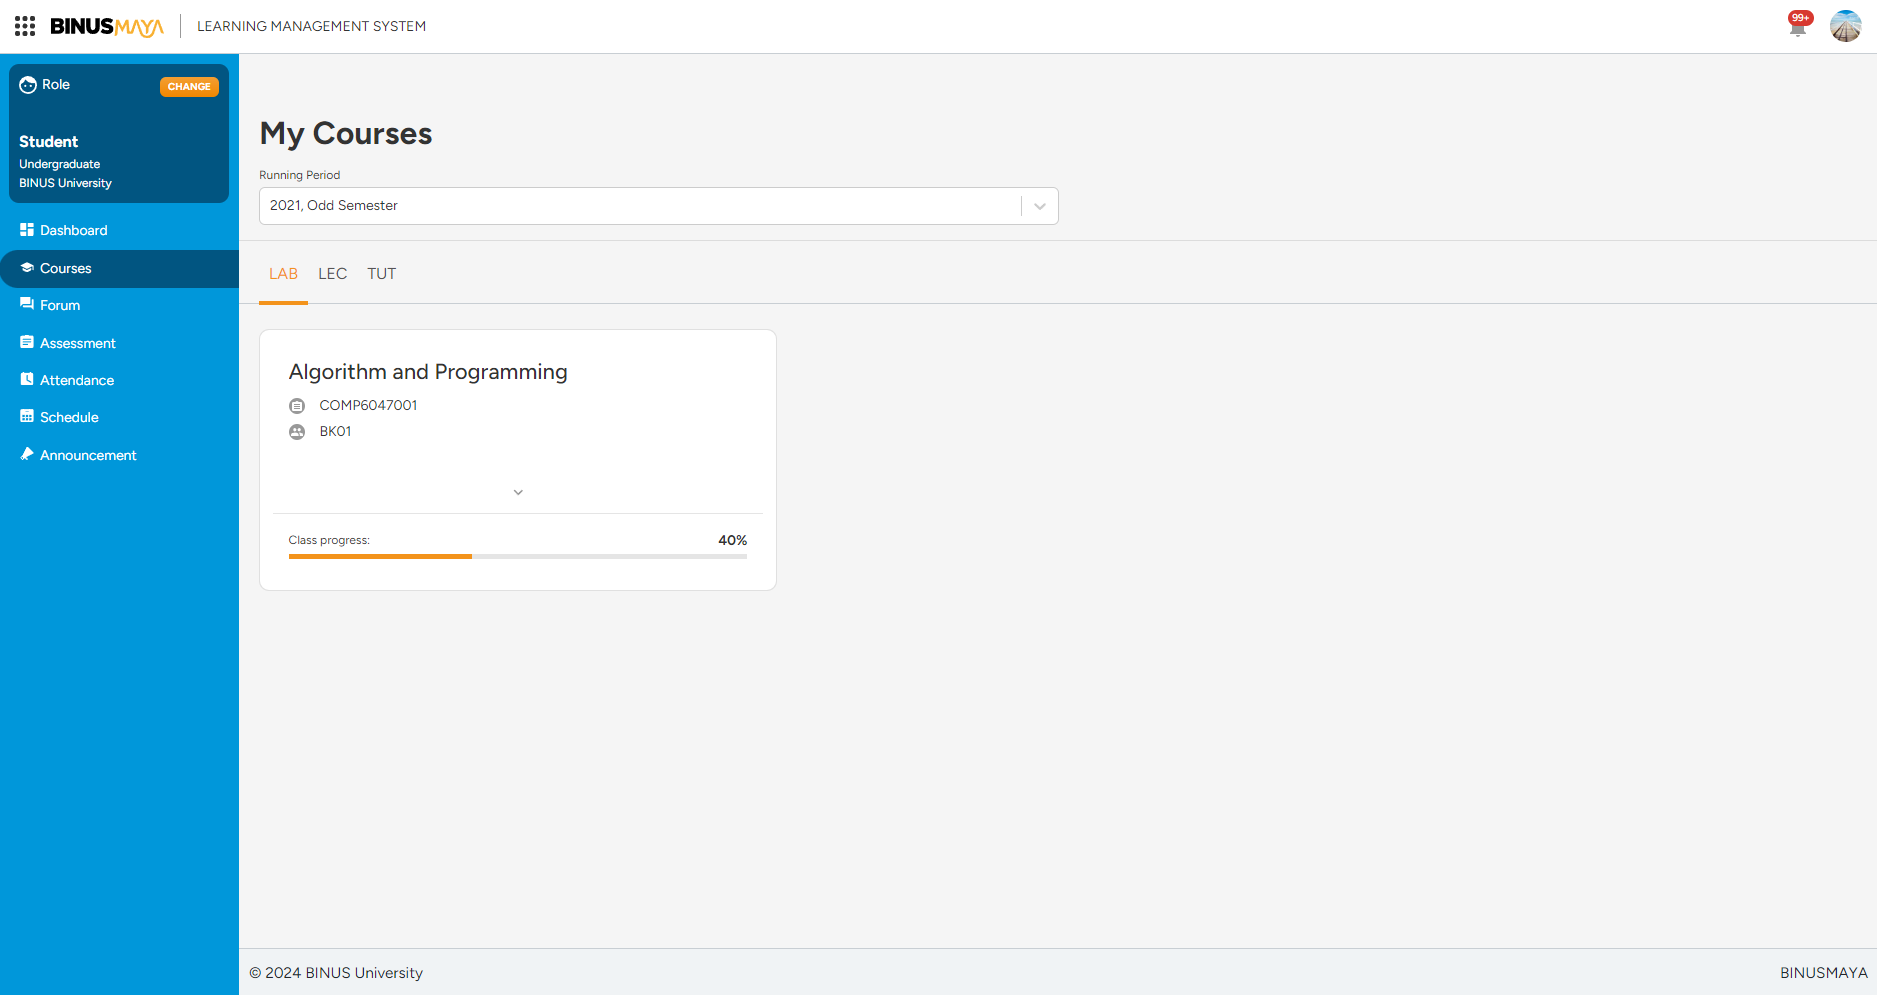 BINUSMAYA
LEARNING MANAGEMENT SYSTEM
99+
Role
CHANGE
Student
Undergraduate
BINUS University
Dashboard
Courses
Forum
Assessment
Attendance
Schedule
Announcement
My Courses
Running Period
2021, Odd Semester
LAB LEC TUT
Algorithm and Programming
COMP6047001
BK01
Class progress: 40%
© 2024 BINUS University
BINUSMAYA